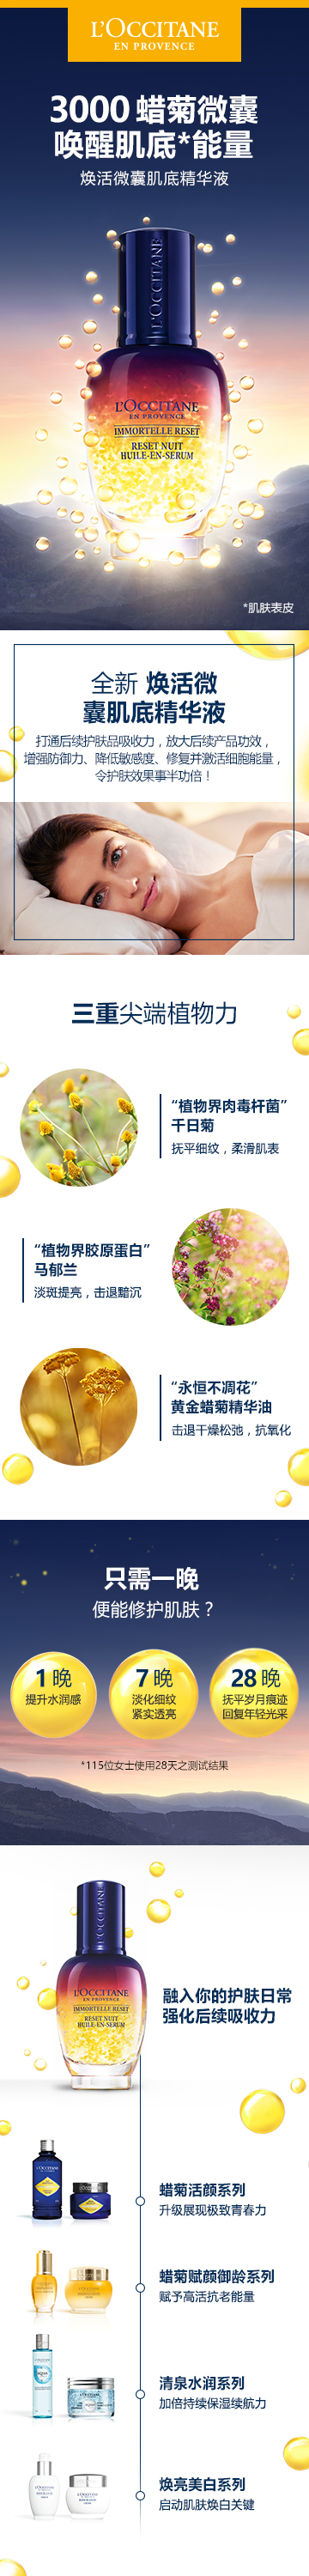 L'OCCITANE
EN PROVENCE
3000 蜡菊微囊
唤醒肌底*能量
焕活微囊肌底精华液
L'OCCITANE
L'OCCITANE
EN PROVENCE
IMMORTELLE RESET
RESET NUIT
HUILE-EN-SERUM
*肌肤表皮
全新 焕活微
囊肌底精华液
打通后续护肤品吸收力，放大后续产品功效，
增强防御力、降低敏感度、修复并激活细胞能量，
令护肤效果事半功倍！
三重尖端植物力
“植物界肉毒杆菌”
千日菊
抚平细纹，柔滑肌表
“植物界胶原蛋白”
马郁兰
淡斑提亮，击退黯沉
“永恒不凋花”
黄金蜡菊精华油
击退干燥松弛，抗氧化
只需一晚
便能修护肌肤？
1 晚
提升水润感
7 晚
淡化细纹
紧实透亮
28 晚
抚平岁月痕迹
回复年轻光采
*115位女士使用28天之测试结果
L'OCCITANE
L'OCCITANE
EN PROVENCE
IMMORTELLE RESET
RESET NUIT
HUILE-EN-SERUM
融入你的护肤日常
强化后续吸收力
蜡菊活颜系列
升级展现极致青春力
蜡菊赋颜御龄系列
赋予高活抗老能量
清泉水润系列
加倍持续保湿续航力
焕亮美白系列
启动肌肤焕白关键